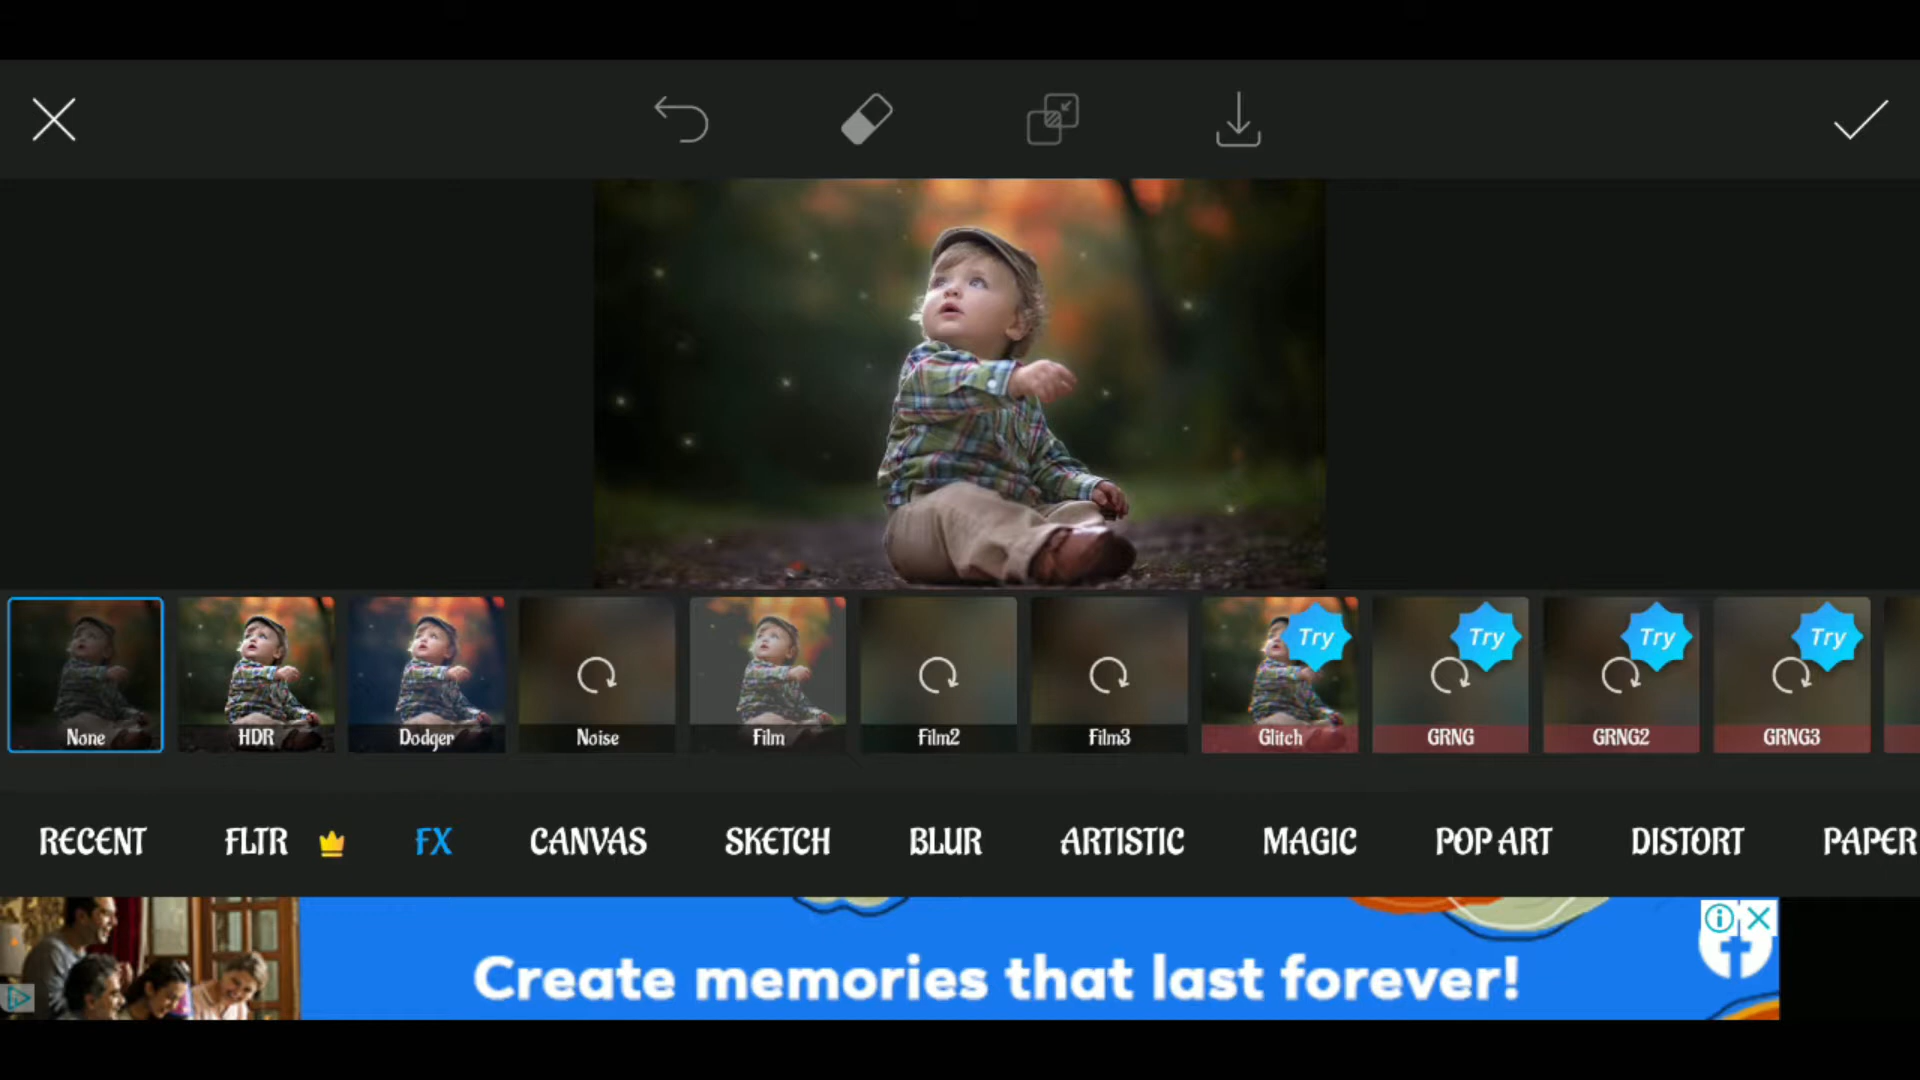 Try
Try
Try
Try
None
HDR
Dodger
Noise
Film
Film2
Film3
Glitch
GRNG
GRNG2
GRNG3
RECENT
FLTR
FX
CANVAS
SKETCH
BLUR
ARTISTIC
MAGIC
POP ART
DISTORT
PAPER
Create memories that last forever!